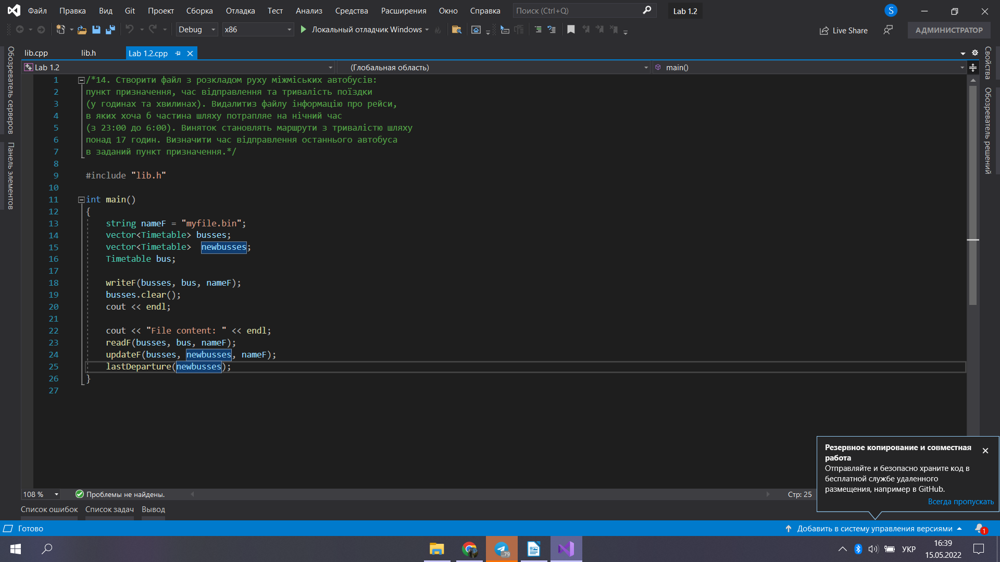 Файл Правка Вид Git Проект Сборка Отладка Тест Анализ Средства Расширения Окно Справка Поиск (Ctrl+Q) Lab 1.2 S
Debug x86 Локальный отладчик Windows Live Share АДМИНИСТРАТОР
lib.cpp lib.h Lab 1.2.cpp
Lab 1.2 (Глобальная область) main()
Обозреватель серверов
Панель элементов
1 /*14. Створити файл з розкладом руху міжміських автобусів:
2 пункт призначення, час відправлення та тривалість поїздки
3 (у годинах та хвилинах). Видалитиз файлу інформацію про рейси,
4 в яких хоча б частина шляху потрапляе на нічний час
5 (з 23:00 до 6:00). Виняток становлять маршрути з тривалістю шляху
6 понад 17 годин. Визначити час відправлення останнього автобуса
7 в заданий пункт призначення.*/
8
9 #include "lib.h"
10
11 int main()
12 {
13 string nameF = "myfile.bin";
14 vector<Timetable> busses;
15 vector<Timetable>  newbusses;
16 Timetable bus;
17
18 writeF(busses, bus, nameF);
19 busses.clear();
20 cout << endl;
21
22 cout << "File content: " << endl;
23 readF(busses, bus, nameF);
24 updateF(busses, newbusses, nameF);
25 lastDeparture(newbusses);
26 }
27
Свойства
Обозреватель решений
Резервное копирование и совместная
работа
Отправляйте и безопасно храните код в
бесплатной службе удаленного
размещения, например в GitHub.
Всегда пропускать
108 % Проблемы не найдены. Стр: 25
Список ошибок Список задач Вывод
Готово Добавить в систему управления версиями 1
..79 УКР 16:39
15.05.2022